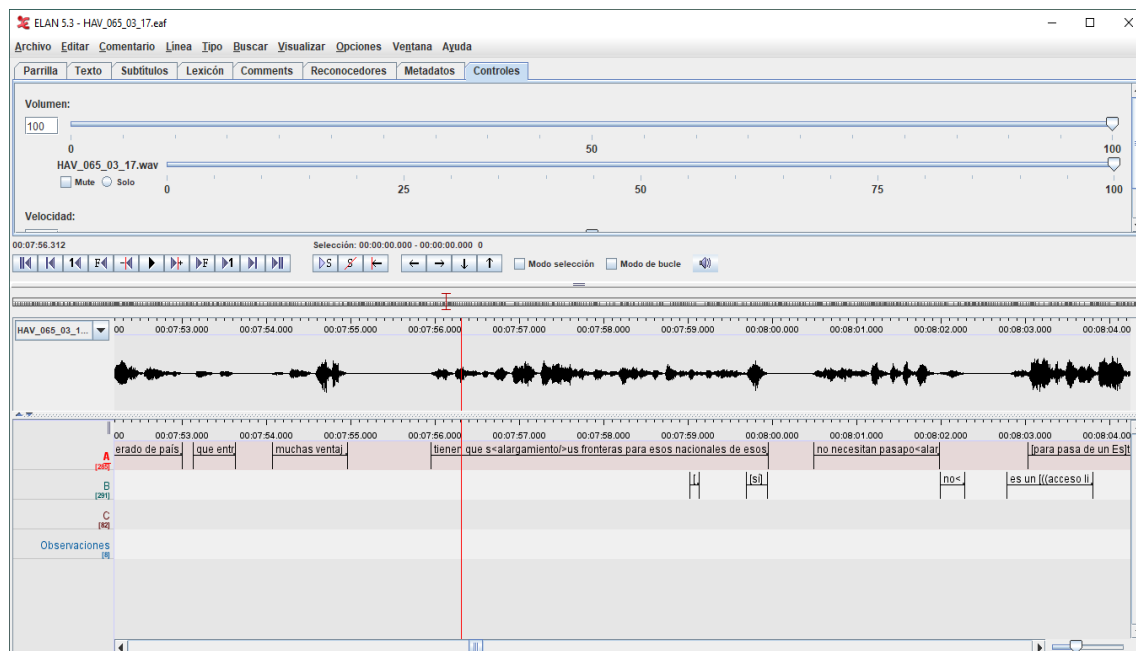 ELAN 5.3 - HAV_065_03_17.eaf
Archivo Editar Comentario Línea Tipo Buscar Visualizar Opciones Ventana Ayuda
Parrilla Texto Subtítulos Lexicón Comments Reconocedores Metadatos Controles
Volumen:
100
0 50 100
HAV_065_03_17.wav
Mute Solo
0 25 50 75 100
Velocidad:
00:07:56.312 Selección: 00:00:00.000 - 00:00:00.000 0
1 F F 1 S S Modo selección Modo de bucle
HAV_065_03_1... 00 00:07:53.000 00:07:54.000 00:07:55.000 00:07:56.000 00:07:57.000 00:07:58.000 00:07:59.000 00:08:00.000 00:08:01.000 00:08:02.000 00:08:03.000 00:08:04.00
00 00:07:53.000 00:07:54.000 00:07:55.000 00:07:56.000 00:07:57.000 00:07:58.000 00:07:59.000 00:08:00.000 00:08:01.000 00:08:02.000 00:08:03.000 00:08:04.00
A erado de país, que entr muchas ventaj tienen que s<alargamiento/>us fronteras para esos nacionales de esos no necesitan pasapo<alar [para pasa de un Es]t
B [ [sí] no< es un [((acceso li
[291]
C
[82]
Observaciones